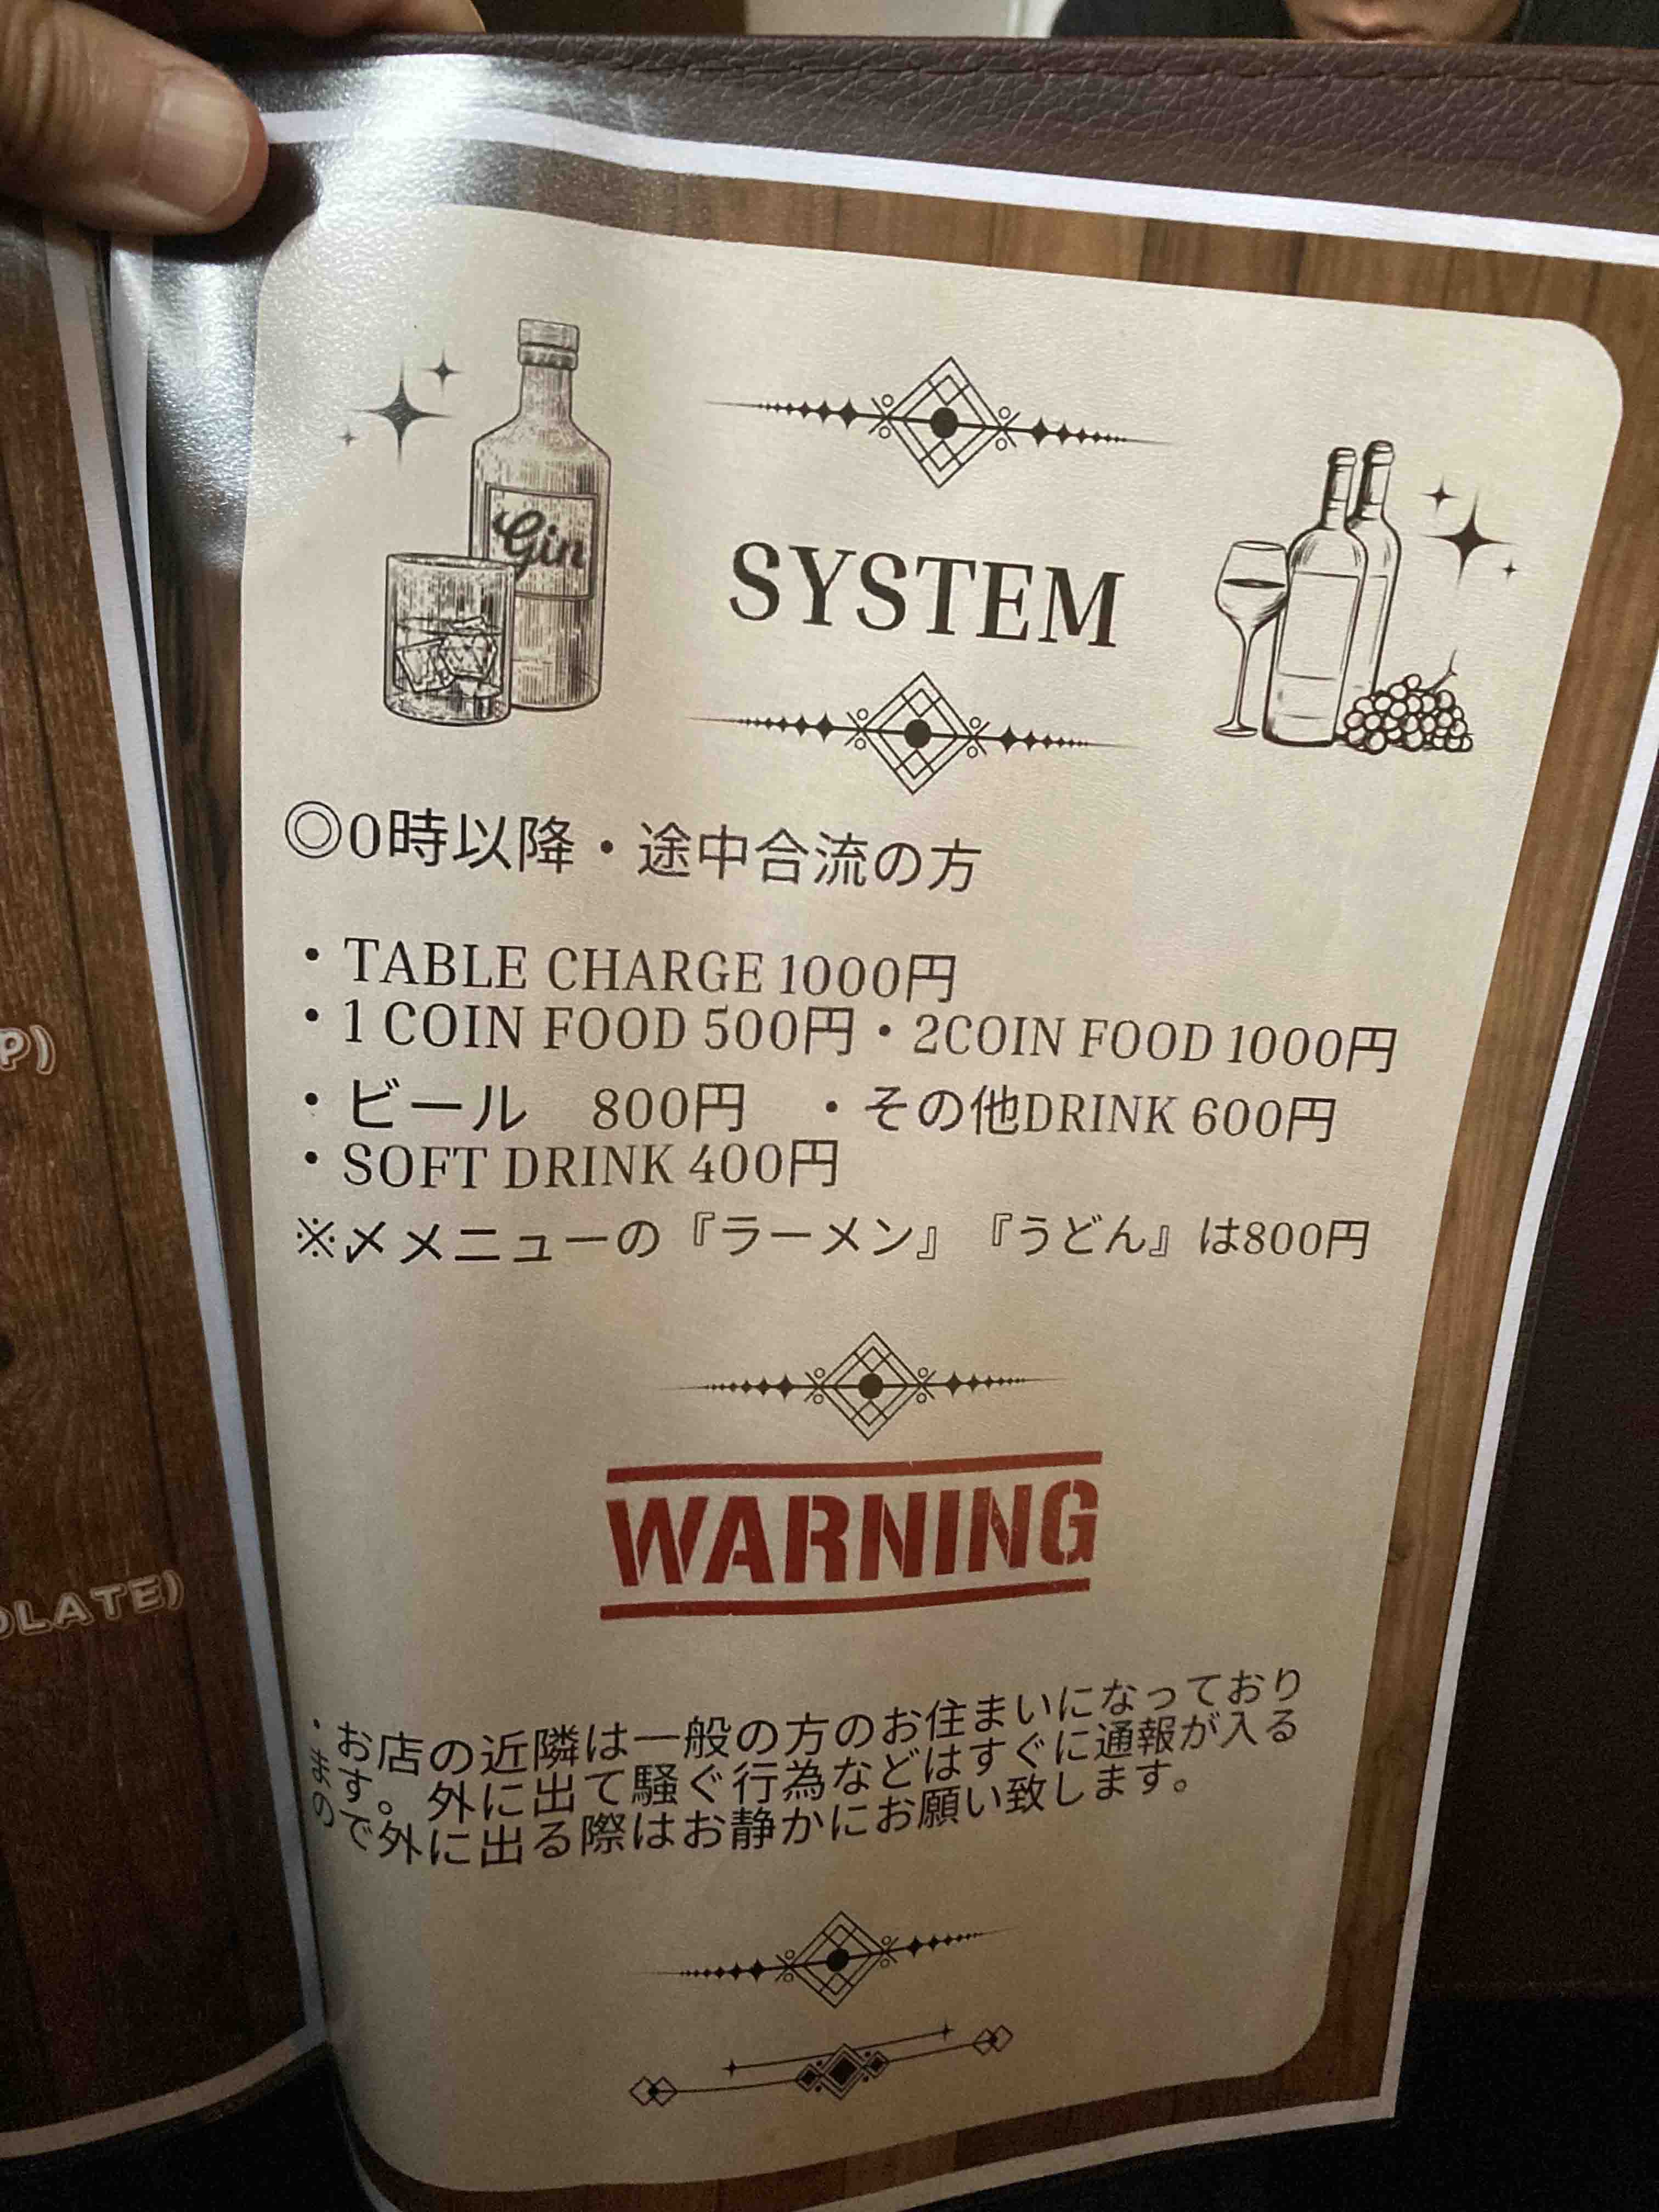 P)
OLATE)
Gin
SYSTEM
◎0時以降・途中合流の方
・TABLE CHARGE 1000円
・1 COIN FOOD 500円・2COIN FOOD 1000円
・ビール 800円 ・その他DRINK 600円
・SOFT DRINK 400円
※〆メニューの『ラーメン』『うどん』は800円
WARNING
・お店の近隣は一般の方のお住まいになっており
ます。外に出て騒ぐ行為などはすぐに通報が入る
ので外に出る際はお静かにお願い致します。